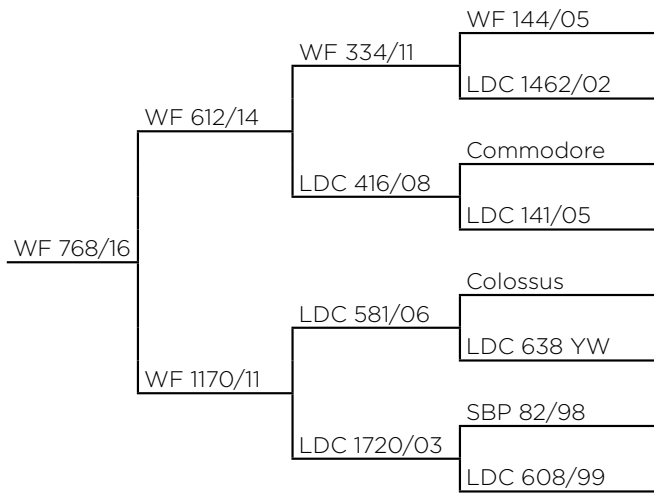 WF 144/05
WF 334/11
LDC 1462/02
WF 612/14
Commodore
LDC 416/08
LDC 141/05
WF 768/16
Colossus
LDC 581/06
LDC 638 YW
WF 1170/11
SBP 82/98
LDC 1720/03
LDC 608/99